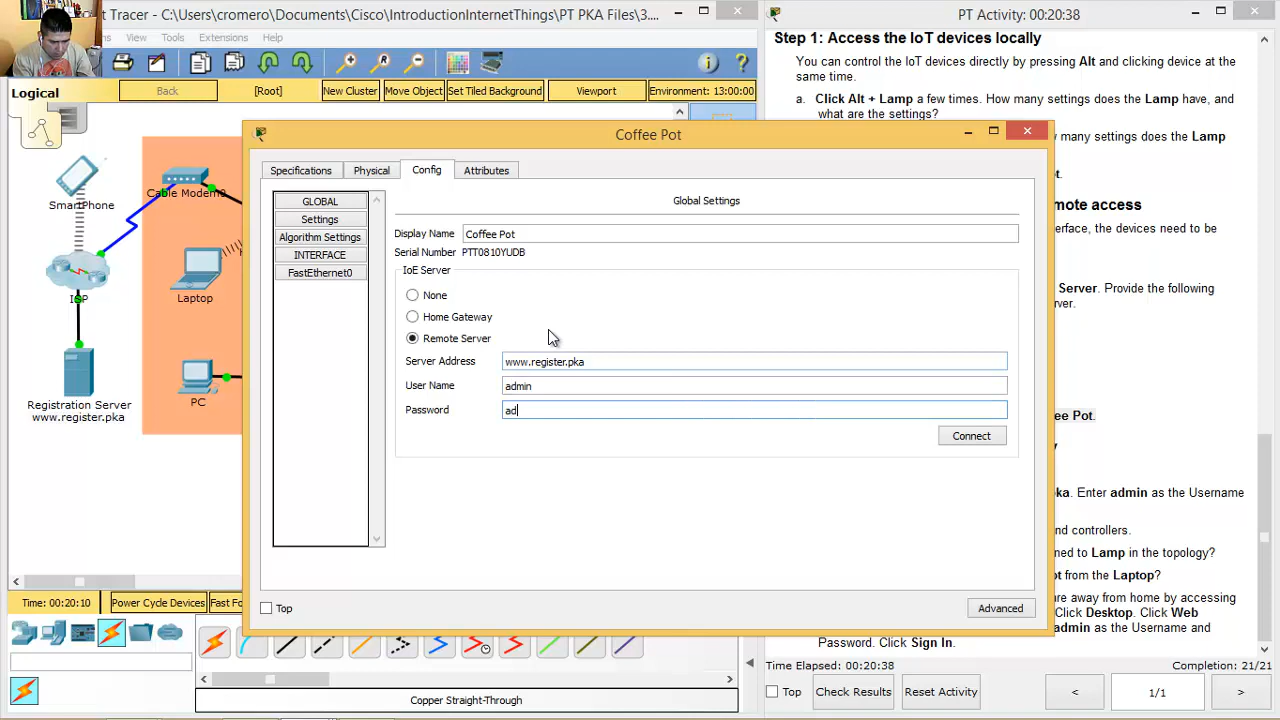 t Tracer - C:\Users\cromero\Documents\Cisco\IntroductionInternetThings\PT PKA Files\3....
View Tools Extensions Help
Logical
Back
[Root]
New Cluster
Move Object
Set Tiled Background
Viewport
Environment: 13:00:00
SmartPhone
Cable Modem0
ISP
Laptop
PC
Registration Server
www.register.pka
Coffee Pot
Specifications
Physical
Config
Attributes
GLOBAL
Settings
Algorithm Settings
INTERFACE
FastEthernet0
Global Settings
Display Name Coffee Pot
Serial Number PTT0810YUDB
IoE Server
None
Home Gateway
Remote Server
Server Address www.register.pka
User Name admin
Password ad
Connect
Top
Advanced
Time: 00:20:10
Power Cycle Devices
Fast Fo
Copper Straight-Through
PT Activity: 00:20:38
Step 1: Access the IoT devices locally
You can control the IoT devices directly by pressing Alt and clicking device at the
same time.
a. Click Alt + Lamp a few times. How many settings does the Lamp have, and
what are the settings?
many settings does the Lamp
ot.
mote access
terface, the devices need to be
Server. Provide the following
rver.
ee Pot.
y
ka. Enter admin as the Username
and controllers.
ned to Lamp in the topology?
ot from the Laptop?
are away from home by accessing
Click Desktop. Click Web
admin as the Username and
Password. Click Sign In.
Time Elapsed: 00:20:38
Completion: 21/21
Top
Check Results
Reset Activity
<
1/1
>